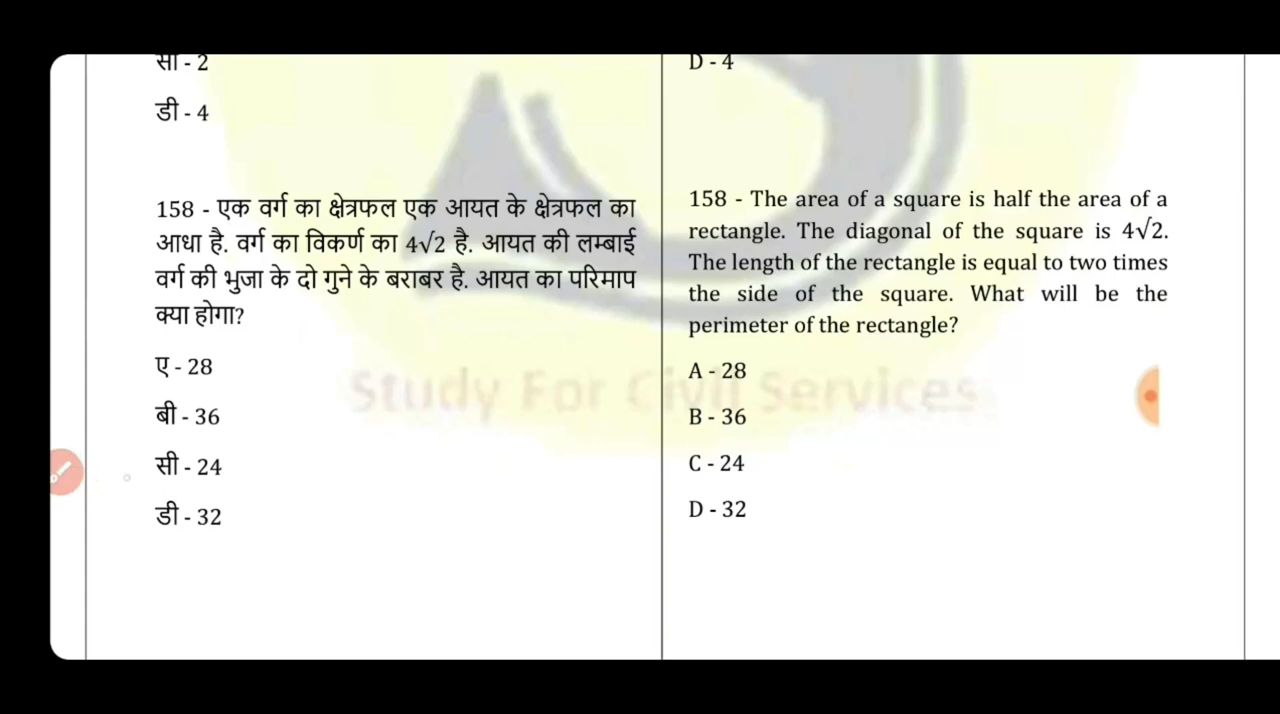 सी - 2
डी - 4
158 - एक वर्ग का क्षेत्रफल एक आयत के क्षेत्रफल का
आधा है. वर्ग का विकर्ण का 4√2 है. आयत की लम्बाई
वर्ग की भुजा के दो गुने के बराबर है. आयत का परिमाप
क्या होगा?
ए - 28
बी - 36
सी - 24
डी - 32
D - 4
158 - The area of a square is half the area of a
rectangle. The diagonal of the square is 4√2.
The length of the rectangle is equal to two times
the side of the square. What will be the
perimeter of the rectangle?
A - 28
B - 36
C - 24
D - 32
Study For Civil Services